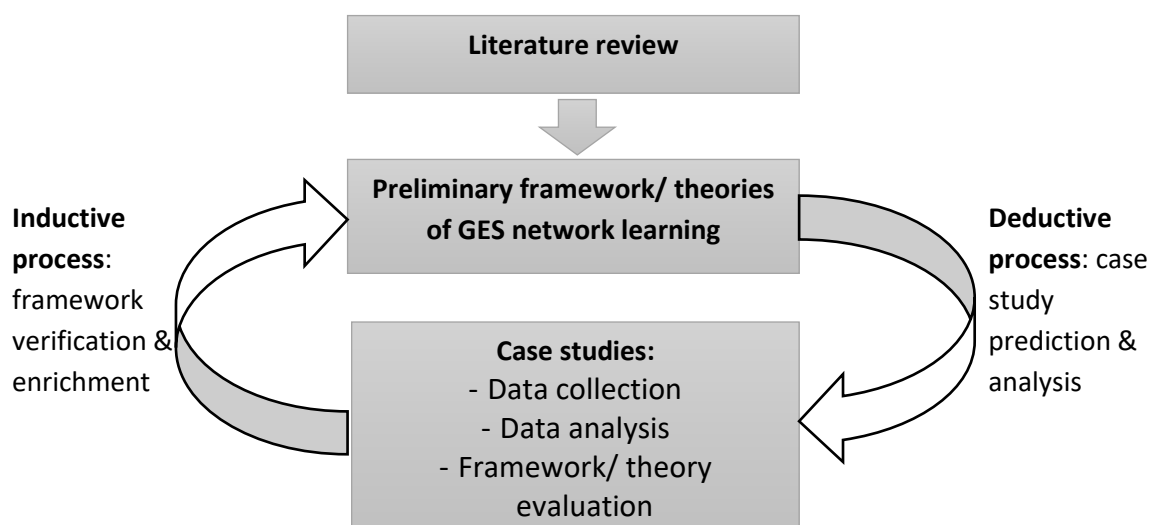 Literature review
Preliminary framework/ theories
of GES network learning
Inductive
process:
framework
verification &
enrichment
Deductive
process: case
study
prediction &
analysis
Case studies:
- Data collection
- Data analysis
- Framework/ theory
evaluation